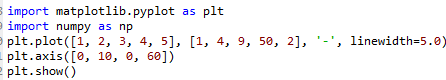 import matplotlib.pyplot as plt
import numpy as np
plt.plot([1, 2, 3, 4, 5], [1, 4, 9, 50, 2], '-', linewidth=5.0)
plt.axis([0, 10, 0, 60])
plt.show()